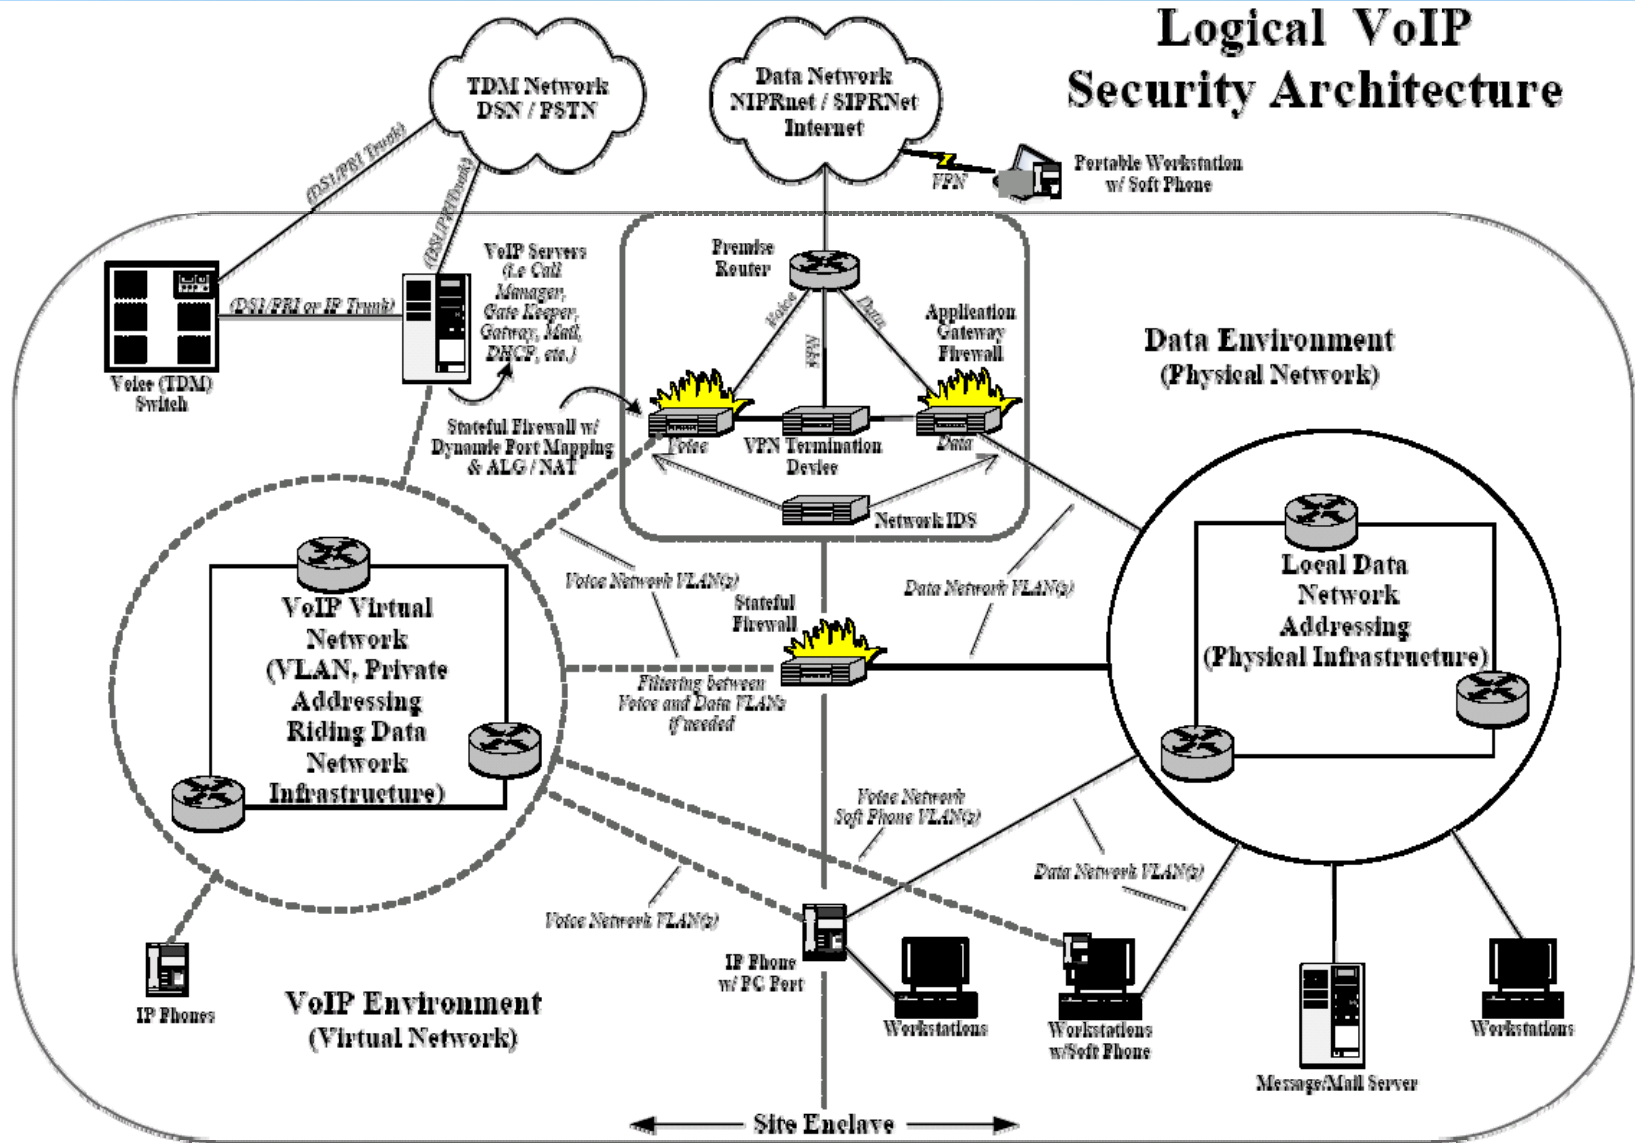 Logical VoIP
Security Architecture
TDM Network
DSN / PSTN
Data Network
NIPRnet / SIPRNet
Internet
VPN
Portable Workstation
w/ Soft Phone
(DS1/PRI Trunk)
(DS1/PRI Trunk)
Voice (TDM)
Switch
(DS1/PRI or IP Trunk)
VoIP Servers
(i.e Call
Manager,
Gate Keeper,
Gatway, Mail,
DHCP, etc.)
Premise
Router
Voice
VPN
Data
Application
Gateway
Firewall
Stateful Firewall w/
Dynamic Port Mapping
& ALG / NAT
Voice
VPN Termination
Device
Data
Network IDS
Data Environment
(Physical Network)
Voice Network VLAN(s)
Data Network VLAN(s)
Stateful
Firewall
Filtering between
Voice and Data VLANs
if needed
VoIP Virtual
Network
(VLAN, Private
Addressing
Riding Data
Network
Infrastructure)
Local Data
Network
Addressing
(Physical Infrastructure)
Voice Network
Soft Phone VLAN(s)
Data Network VLAN(s)
Voice Network VLAN(s)
IP Phones
VoIP Environment
(Virtual Network)
IP Phone
w/ PC Port
Workstations
Workstations
w/Soft Phone
Message/Mail Server
Workstations
Site Enclave